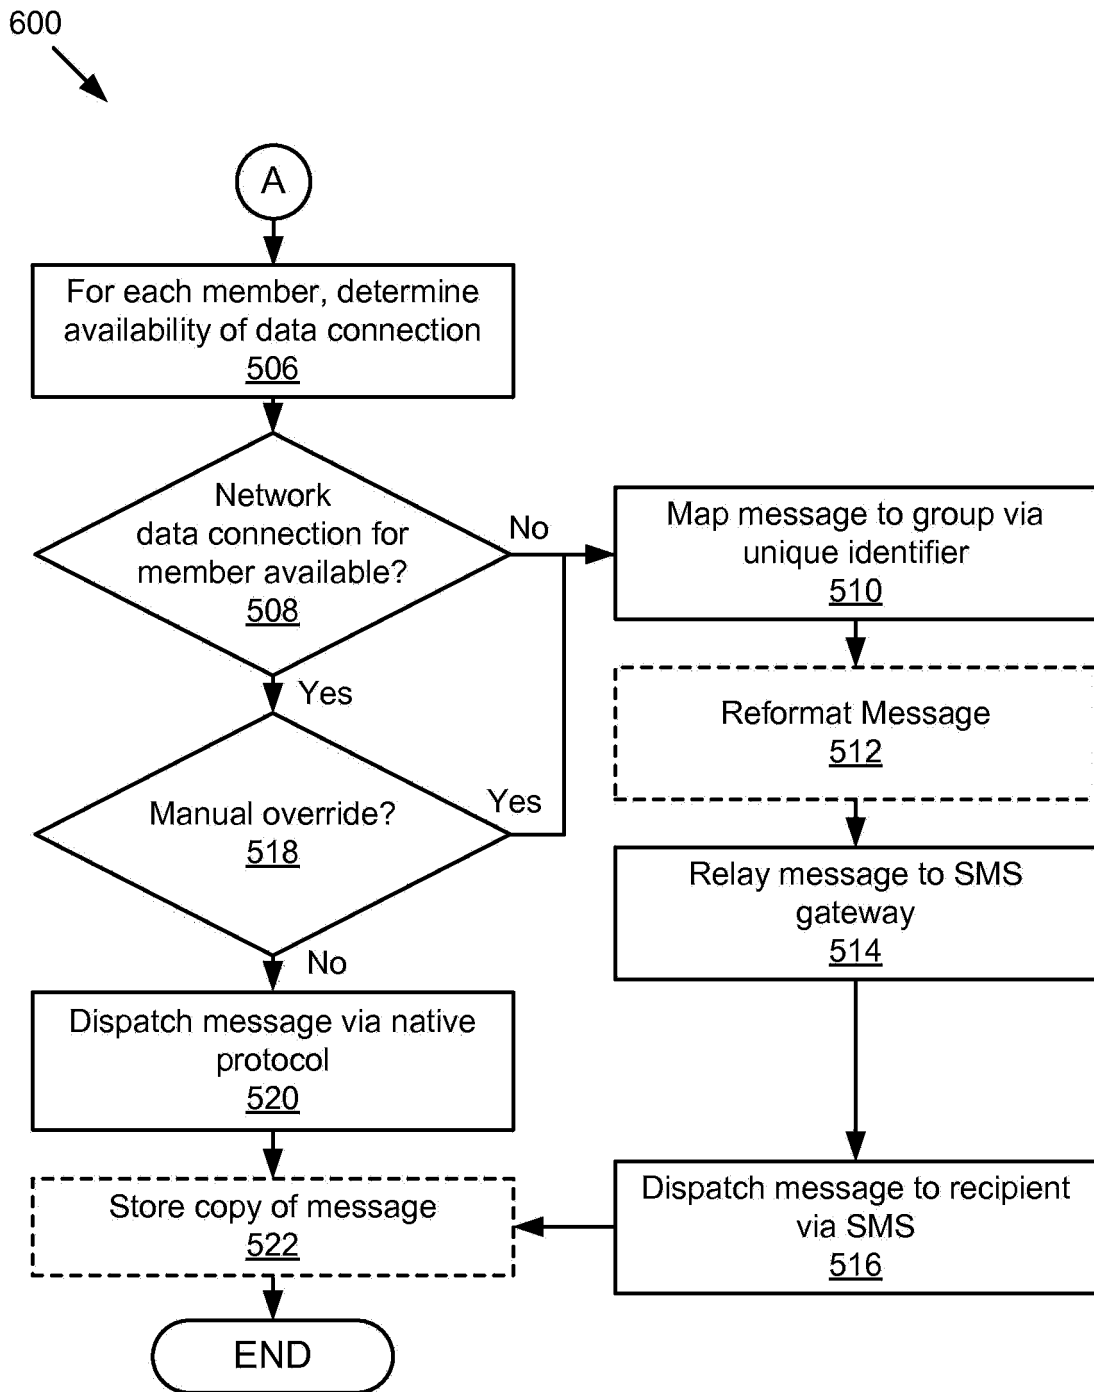 600
A
For each member, determine
availability of data connection
506
Network
data connection for
member available?
508
No
Yes
Manual override?
518
Yes
No
Dispatch message via native
protocol
520
Store copy of message
522
END
Map message to group via
unique identifier
510
Reformat Message
512
Relay message to SMS
gateway
514
Dispatch message to recipient
via SMS
516